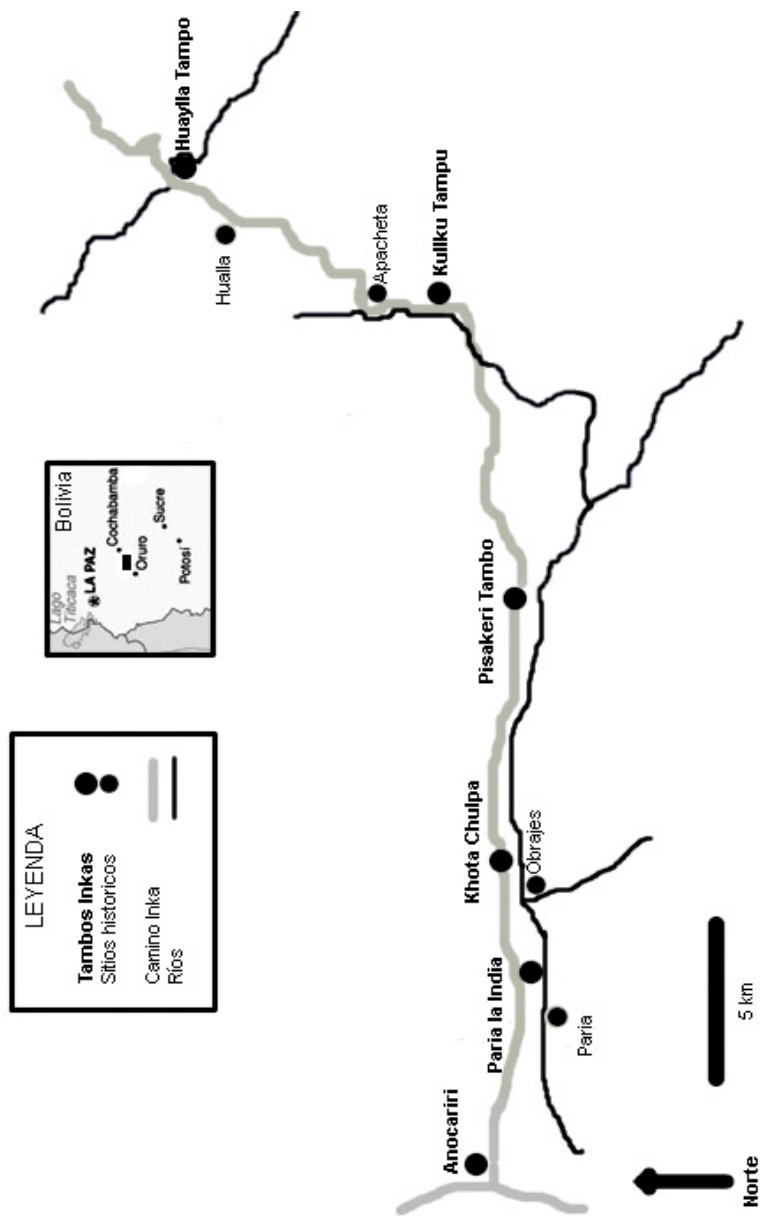 LEYENDA
Tambos Inkas
Sitios historicos
Camino Inka
Ríos
Bolivia
Lago
Titicaca
LA PAZ
Cochabamba
Oruro
Sucre
Potosí
Huaylla Tampo
Hualla
Apacheta
Kullku Tampu
Pisakeri Tambo
Khota Chulpa
Obrajes
Paria la India
Paria
Anocariri
5 km
Norte